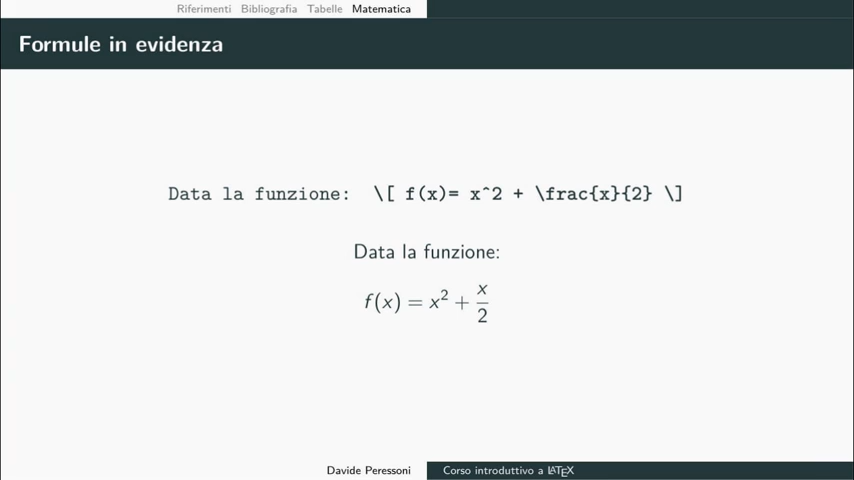 Riferimenti Bibliografia Tabelle Matematica
Formule in evidenza
Data la funzione: \[ f(x)= x^2 + \frac{x}{2} \]
Data la funzione:
f(x) = x² + x/2
Davide Peressoni Corso introduttivo a LATEX